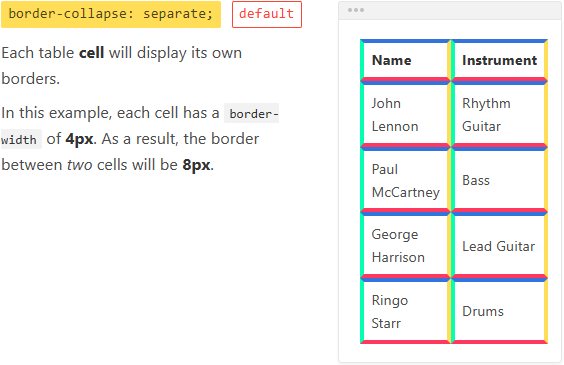 border-collapse: separate; default
Each table cell will display its own
borders.
In this example, each cell has a border-
width of 4px. As a result, the border
between two cells will be 8px.
Name Instrument
John Rhythm
Lennon Guitar
Paul
McCartney Bass
George
Harrison Lead Guitar
Ringo
Starr Drums